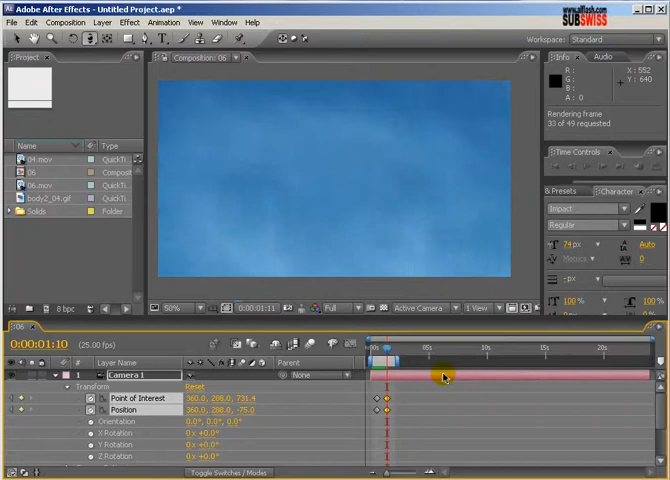 Adobe After Effects - Untitled Project.aep *
www.alflash.com
SUBSWISS
File Edit Composition Layer Effect Animation View Window Help
Workspace: Standard
Project
Composition: 06
Info Audio
R :
G :
B :
A : 0
X : 552
Y : 640
Rendering frame
33 of 49 requested
Name Type
04.mov QuickTi
06 Composit
06.mov QuickTi
body2_04.gif QuickTi
Solids Folder
Time Controls
& Presets Character
Impact
Regular
74 px Auto
Metrics 0
- px
100 % 100 %
8 bpc
50% 0:00:01:11 Full Active Camera 1 View
06
0:00:01:10 (25.00 fps)
:00s 05s 10s 15s 20s
# Layer Name Parent
1 Camera 1 None
Transform Reset
Point of Interest 360.0, 288.0, 731.4
Position 360.0, 288.0, -75.0
Orientation 0.0°, 0.0°, 0.0°
X Rotation 0x +0.0°
Y Rotation 0x +0.0°
Z Rotation 0x +0.0°
Toggle Switches / Modes